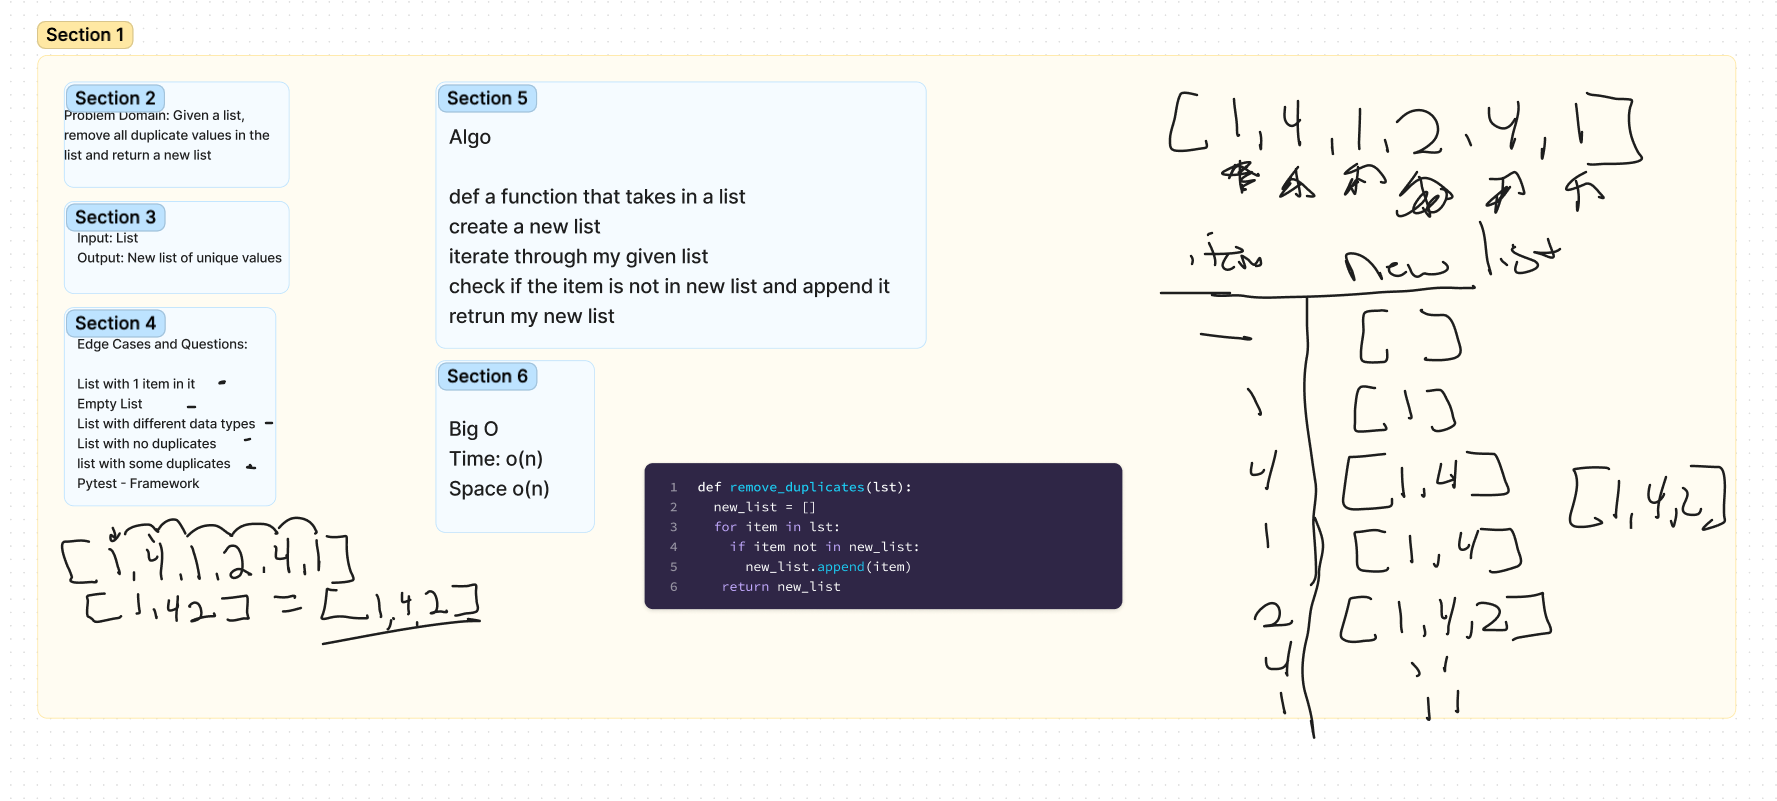 Section 1
Section 2
Problem Domain: Given a list,
remove all duplicate values in the
list and return a new list
Section 3
Input: List
Output: New list of unique values
Section 4
Edge Cases and Questions:
List with 1 item in it
Empty List
List with different data types
List with no duplicates
list with some duplicates
Pytest - Framework
[1,4,1,2,4,1]
[1,42] = [1,4,2]
Section 5
Algo
def a function that takes in a list
create a new list
iterate through my given list
check if the item is not in new list and append it
retrun my new list
Section 6
Big O
Time: o(n)
Space o(n)
1 def remove_duplicates(lst):
2 new_list = []
3 for item in lst:
4 if item not in new_list:
5 new_list.append(item)
6 return new_list
[1,4,1,2,4,1]
item new list
— [ ]
1 [1]
4 [1,4]
1 [1,4]
2 [1,4,2]
4 ''
1 ''
[1,4,2]